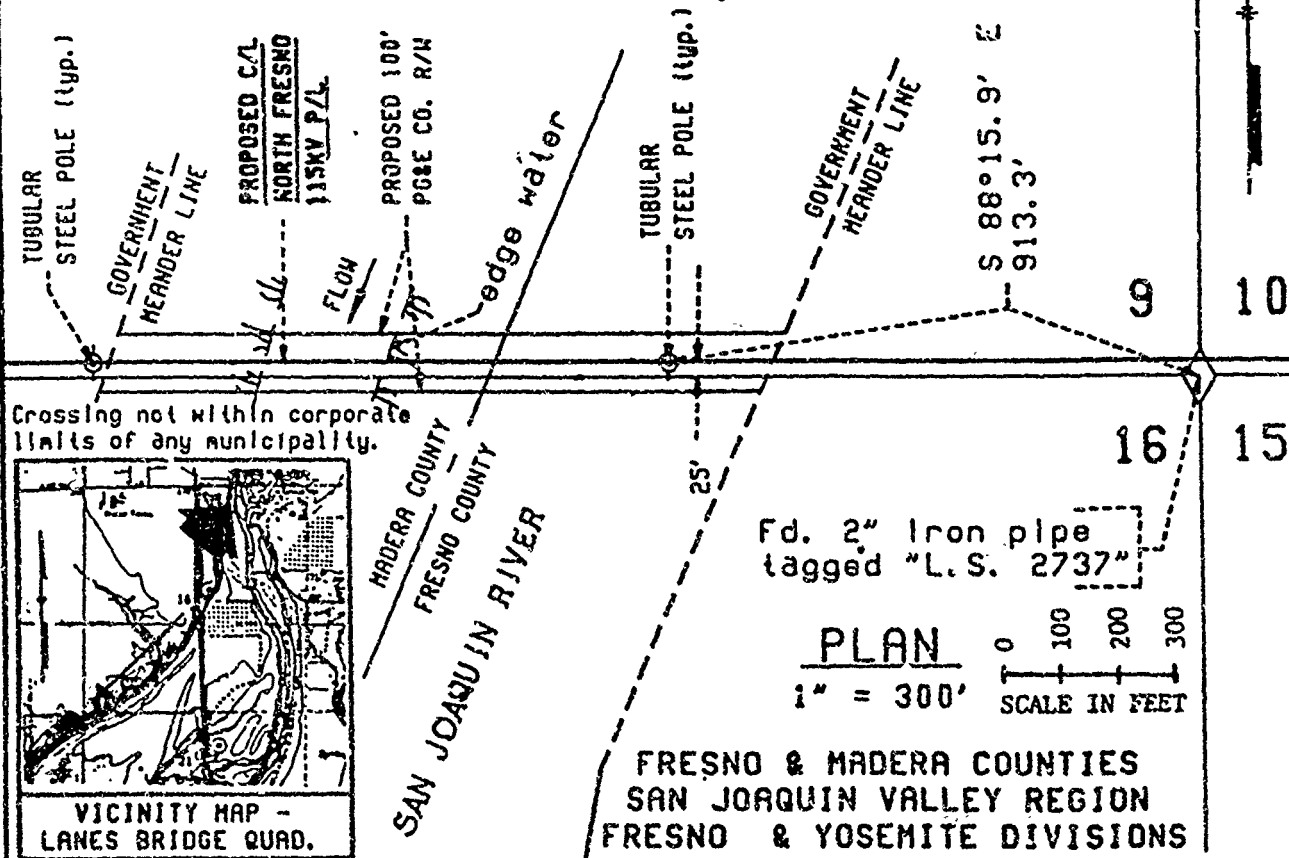 TUBULAR
STEEL POLE (typ.)
GOVERNMENT
MEANDER LINE
PROPOSED C/L
NORTH FRESNO
115KV P/L
FLOW
PROPOSED 100'
PG&E CO. R/W
edge water
TUBULAR
STEEL POLE (typ.)
GOVERNMENT
MEANDER LINE
S 88°15.9' E
913.3'
9 10
16 15
25'
Crossing not within corporate
limits of any municipality.
MADERA COUNTY
FRESNO COUNTY
SAN JOAQUIN RIVER
Fd. 2" Iron pipe
tagged "L.S. 2737"
PLAN
1" = 300'
0 100 200 300
SCALE IN FEET
VICINITY MAP -
LANES BRIDGE QUAD.
FRESNO & MADERA COUNTIES
SAN JOAQUIN VALLEY REGION
FRESNO & YOSEMITE DIVISIONS